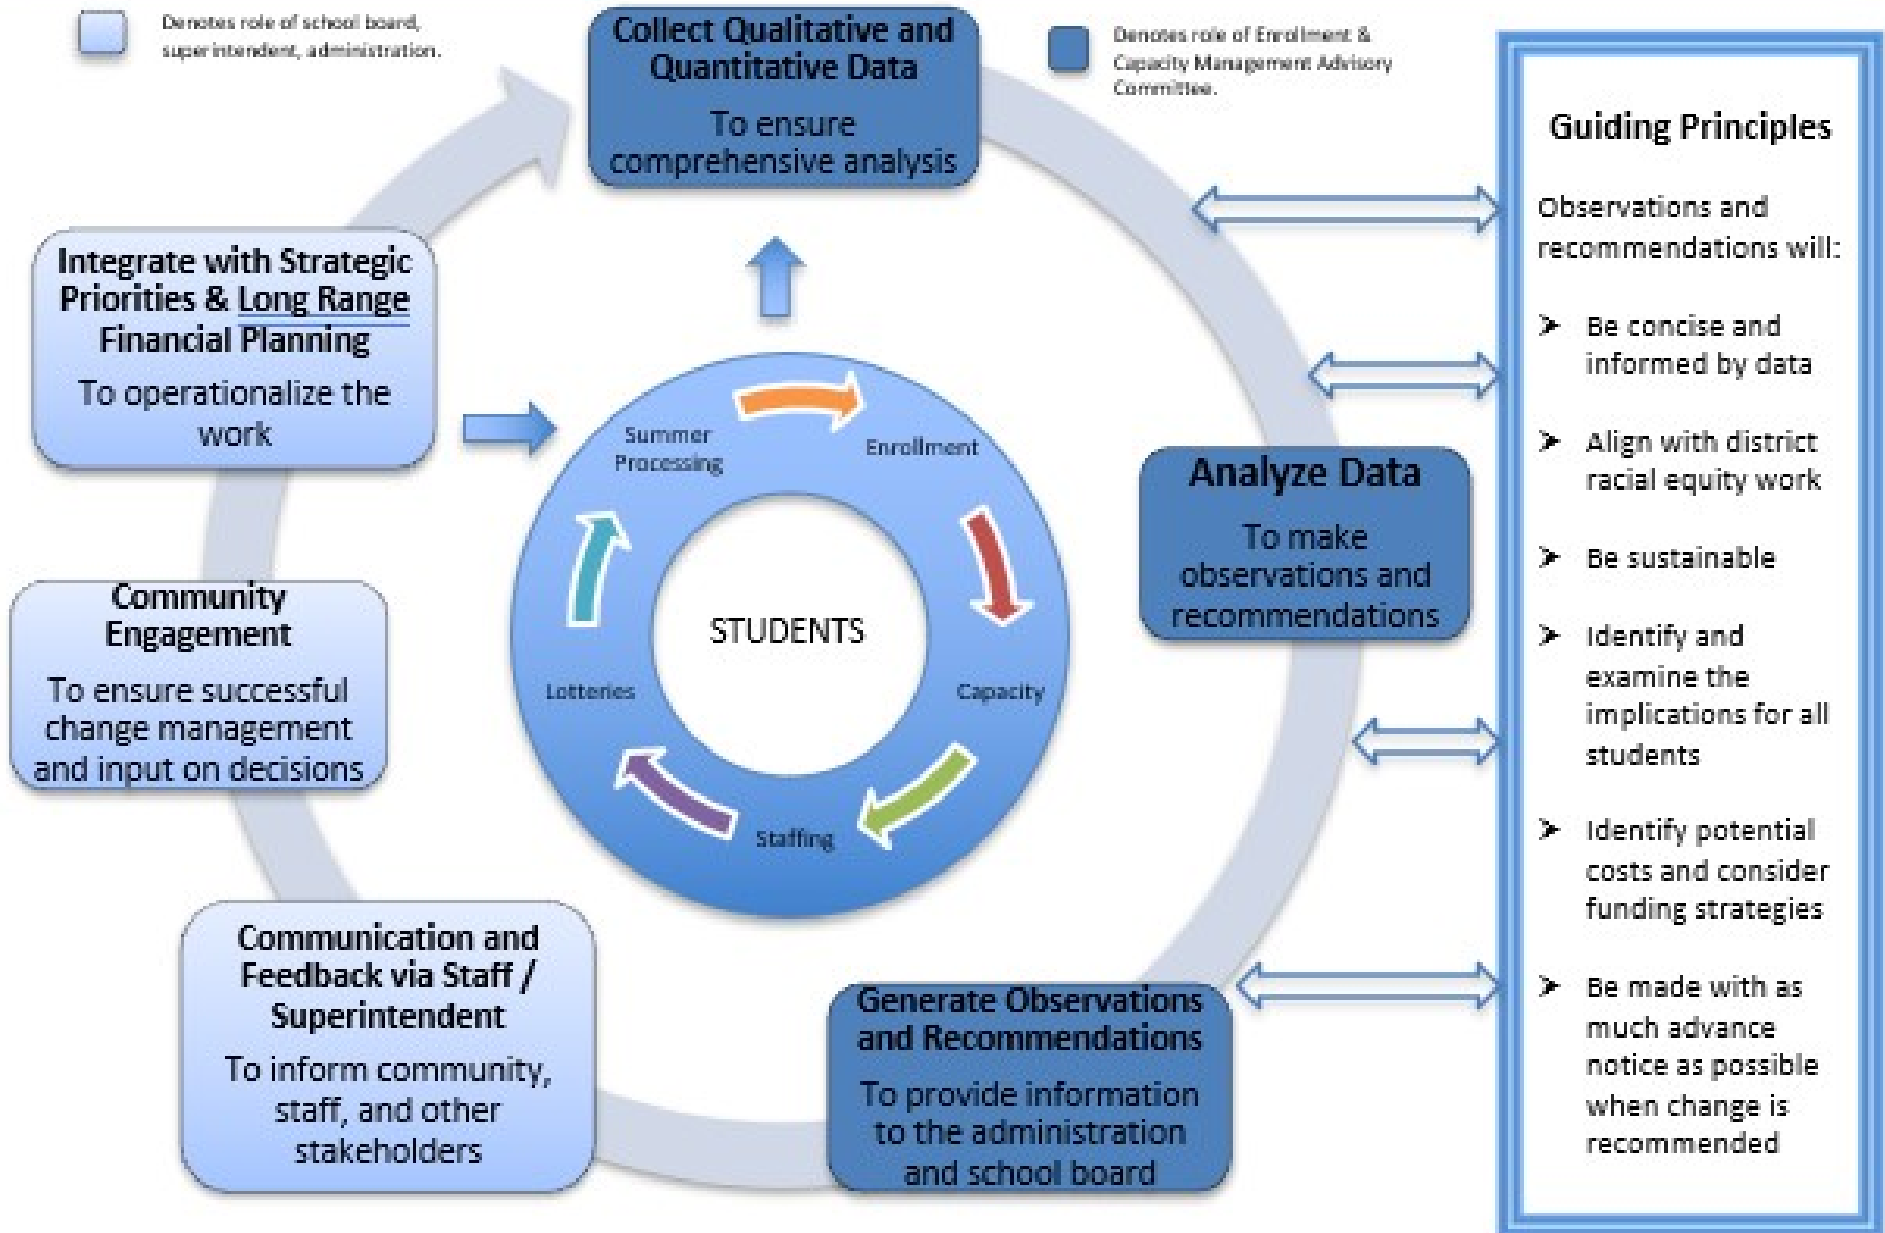 Denotes role of school board,
superintendent, administration.
Collect Qualitative and
Quantitative Data
To ensure
comprehensive analysis
Denotes role of Enrollment &
Capacity Management Advisory
Committee.
Integrate with Strategic
Priorities & Long Range
Financial Planning
To operationalize the
work
Community
Engagement
To ensure successful
change management
and input on decisions
Communication and
Feedback via Staff /
Superintendent
To inform community,
staff, and other
stakeholders
Summer
Processing
Enrollment
STUDENTS
Lotteries
Capacity
Staffing
Analyze Data
To make
observations and
recommendations
Generate Observations
and Recommendations
To provide information
to the administration
and school board
Guiding Principles
Observations and
recommendations will:
➤ Be concise and
informed by data
➤ Align with district
racial equity work
➤ Be sustainable
➤ Identify and
examine the
implications for all
students
➤ Identify potential
costs and consider
funding strategies
➤ Be made with as
much advance
notice as possible
when change is
recommended